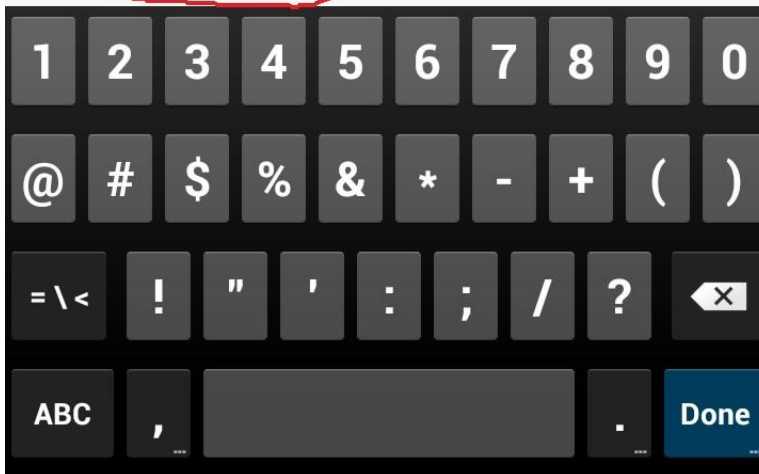 1 2 3 4 5 6 7 8 9 0
@ # $ % & * - + ( )
= \ < ! " ' : ; / ?
ABC , . Done